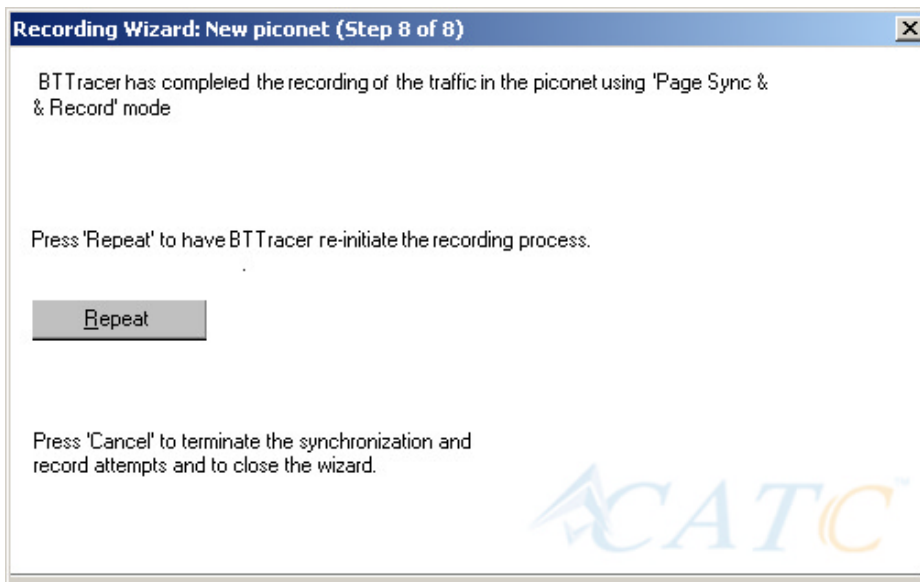 Recording Wizard: New piconet (Step 8 of 8)
BTTracer has completed the recording of the traffic in the piconet using 'Page Sync &
& Record' mode
Press 'Repeat' to have BTTracer re-initiate the recording process.
Repeat
Press 'Cancel' to terminate the synchronization and
record attempts and to close the wizard.
CATC™